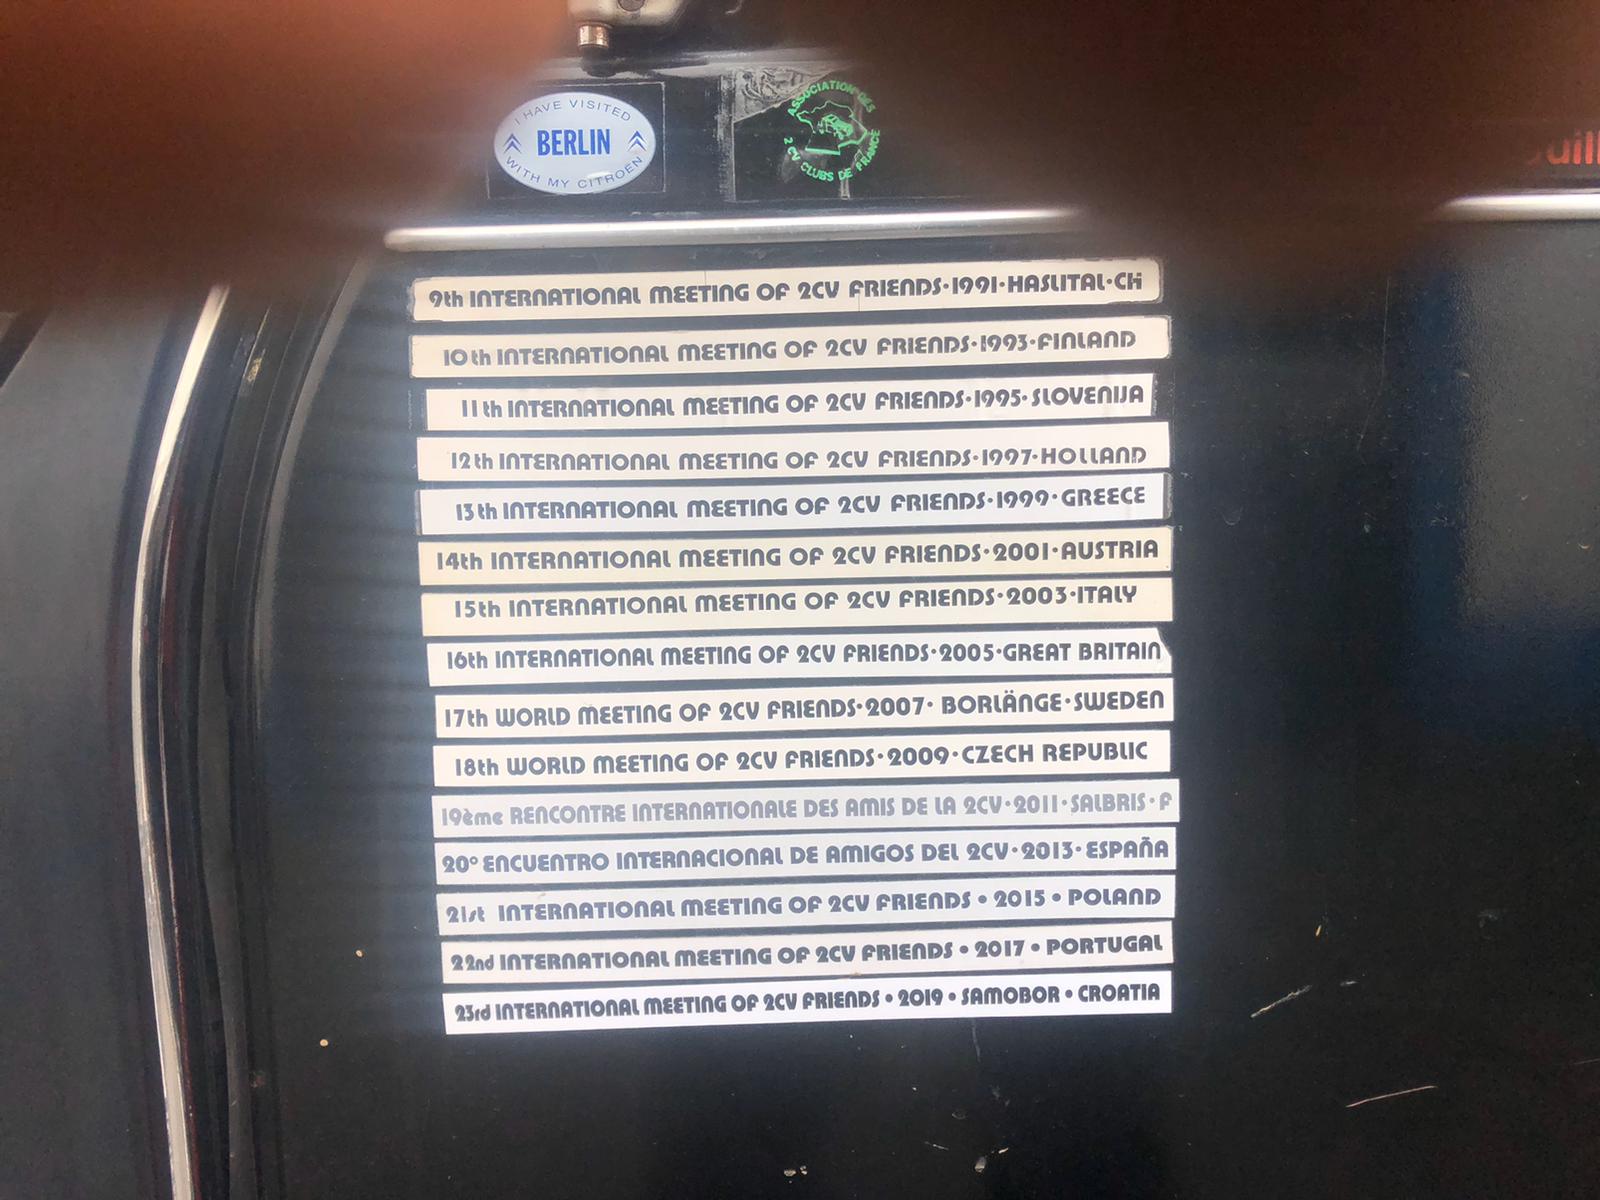 I HAVE VISITED
BERLIN
WITH MY CITROËN
ASSOCIATION DES
2 CV CLUBS DE FRANCE
9th INTERNATIONAL MEETING OF 2CV FRIENDS·1991·HASLITAL·CH
10th INTERNATIONAL MEETING OF 2CV FRIENDS·1993·FINLAND
11th INTERNATIONAL MEETING OF 2CV FRIENDS·1995·SLOVENIJA
12th INTERNATIONAL MEETING OF 2CV FRIENDS·1997·HOLLAND
13th INTERNATIONAL MEETING OF 2CV FRIENDS·1999·GREECE
14th INTERNATIONAL MEETING OF 2CV FRIENDS·2001·AUSTRIA
15th INTERNATIONAL MEETING OF 2CV FRIENDS·2003·ITALY
16th INTERNATIONAL MEETING OF 2CV FRIENDS·2005·GREAT BRITAIN
17th WORLD MEETING OF 2CV FRIENDS·2007·BORLÄNGE·SWEDEN
18th WORLD MEETING OF 2CV FRIENDS·2009·CZECH REPUBLIC
19ème RENCONTRE INTERNATIONALE DES AMIS DE LA 2CV·2011·SALBRIS·F
20º ENCUENTRO INTERNACIONAL DE AMIGOS DEL 2CV·2013·ESPAÑA
21st INTERNATIONAL MEETING OF 2CV FRIENDS • 2015 • POLAND
22nd INTERNATIONAL MEETING OF 2CV FRIENDS • 2017 • PORTUGAL
23rd INTERNATIONAL MEETING OF 2CV FRIENDS • 2019 • SAMOBOR • CROATIA